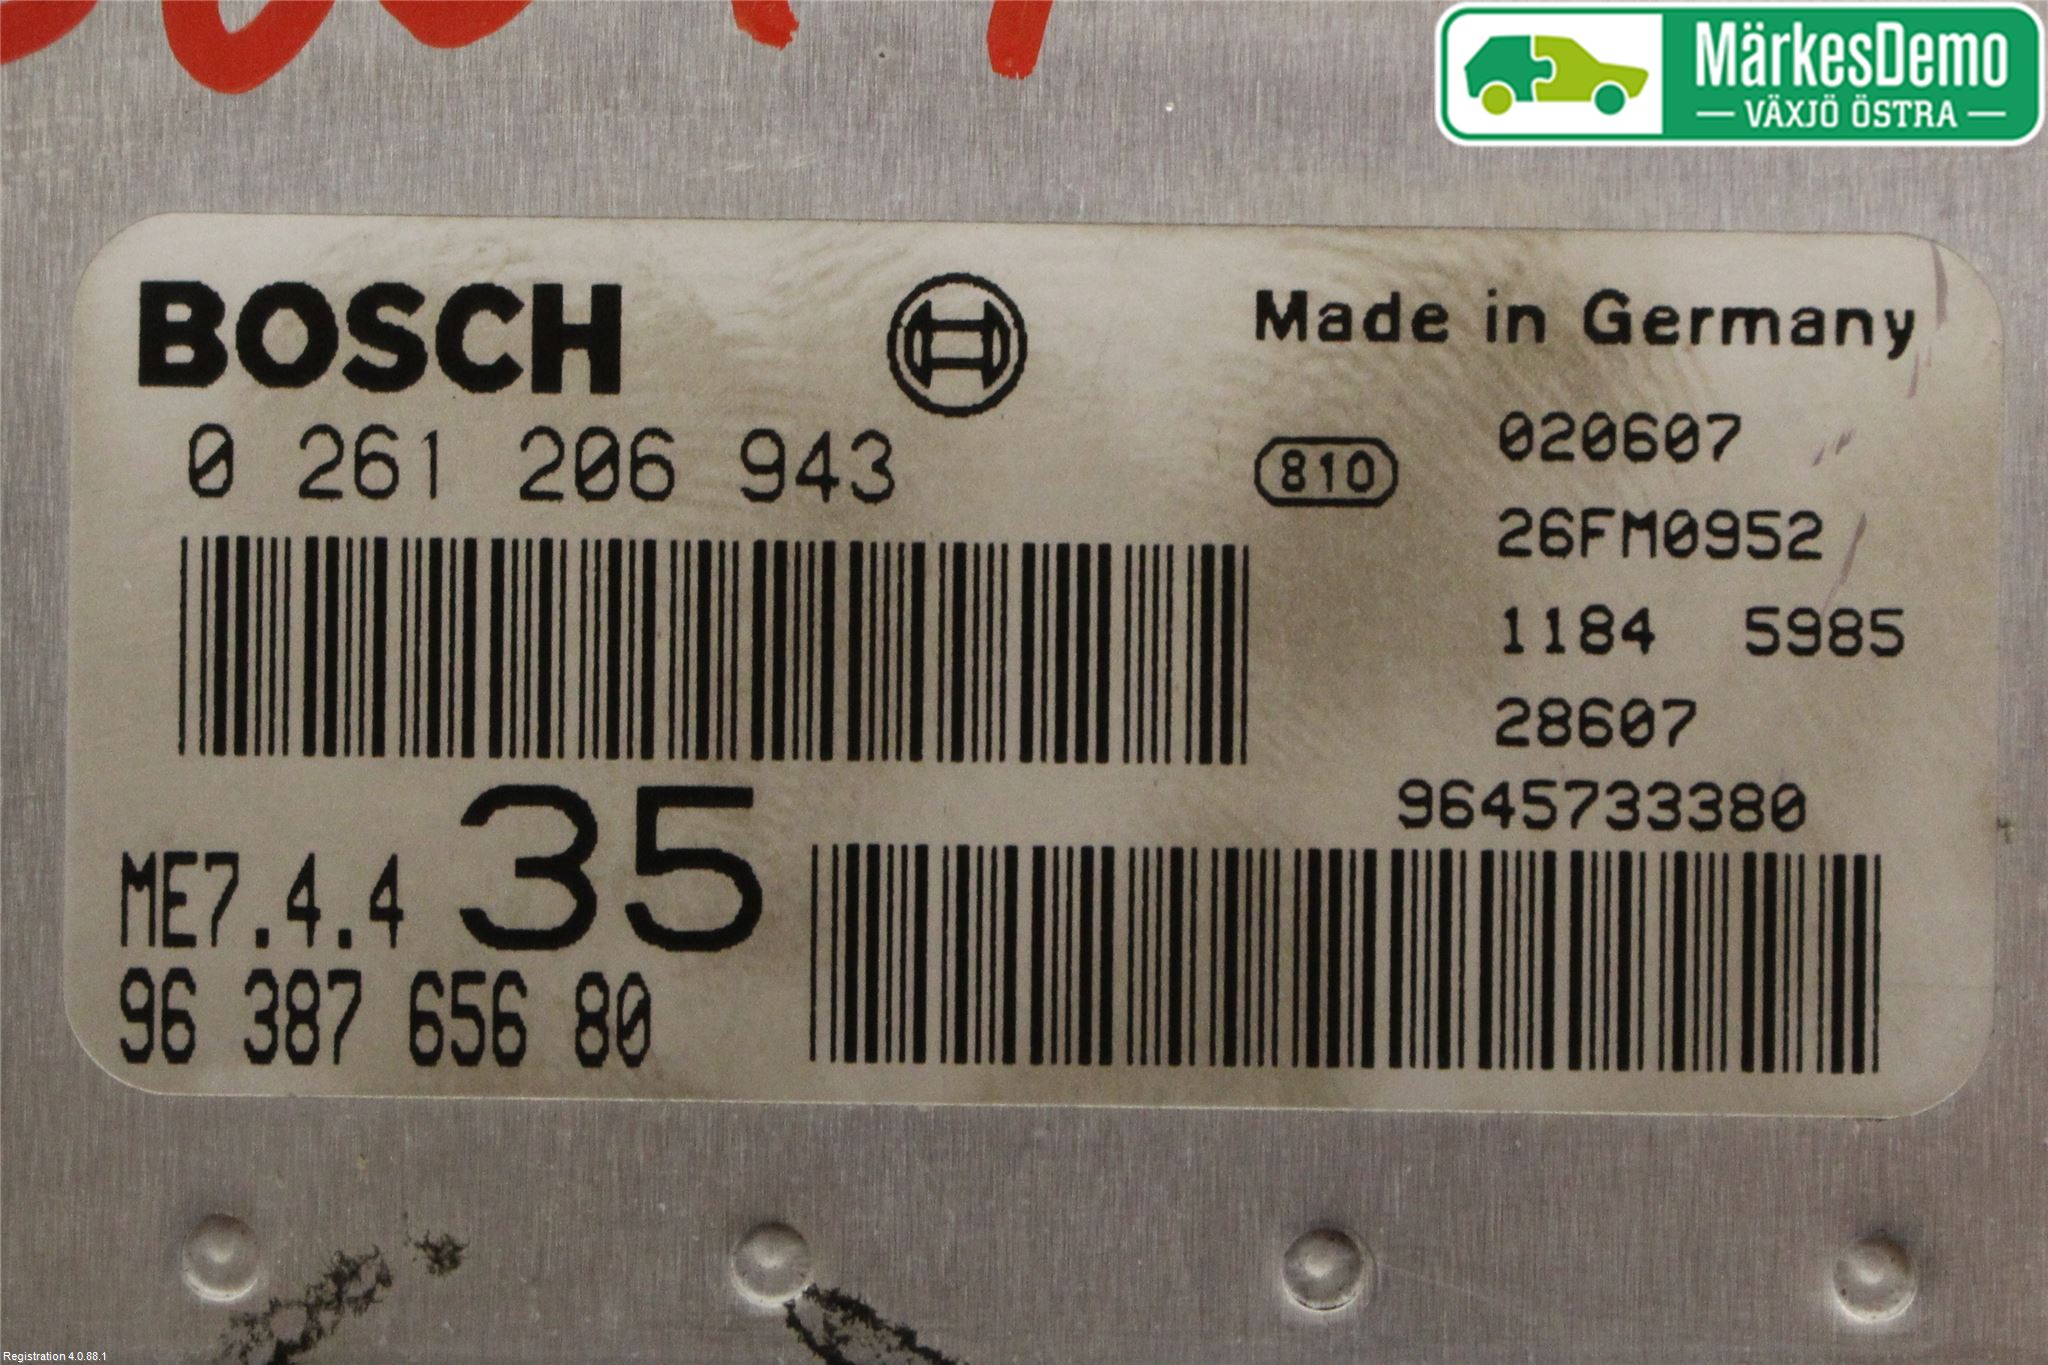 MärkesDemo
VÄXJÖ ÖSTRA
BOSCH
Made in Germany
0 261 206 943
810
020607
26FM0952
1184 5985
28607
9645733380
ME7.4.4 35
96 387 656 80
Registration 4.0.88.1